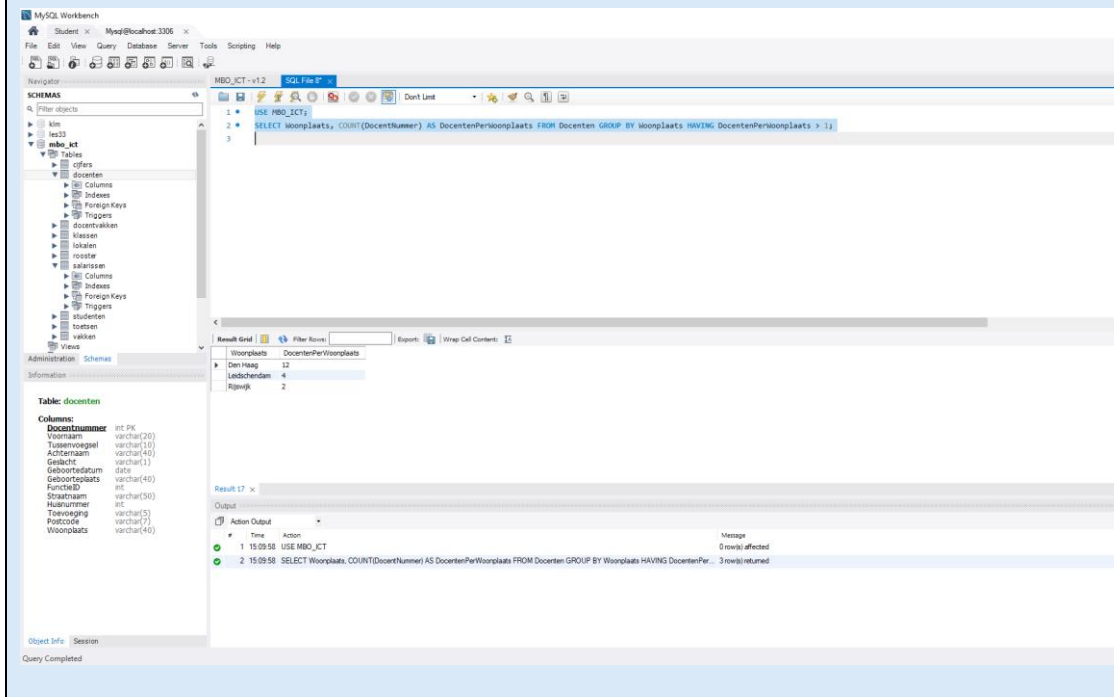 MySQL Workbench
Student × Mysql@localhost:3306 ×
File Edit View Query Database Server Tools Scripting Help
Navigator
MBO_ICT - v1.2 SQL File 8* ×
SCHEMAS
Filter objects
Don't Limit
klm
les33
mbo_ict
Tables
cijfers
docenten
Columns
Indexes
Foreign Keys
Triggers
docentvakken
klassen
lokalen
rooster
salarissen
Columns
Indexes
Foreign Keys
Triggers
studenten
toetsen
vakken
Views
1 USE MBO_ICT;
2 SELECT Woonplaats, COUNT(DocentNummer) AS DocentenPerWoonplaats FROM Docenten GROUP BY Woonplaats HAVING DocentenPerWoonplaats > 1;
3
Administration Schemas
Information
Table: docenten
Columns:
Docentnummer int PK
Voornaam varchar(20)
Tussenvoegsel varchar(10)
Achternaam varchar(40)
Geslacht varchar(1)
Geboortedatum date
Geboorteplaats varchar(40)
FunctieID int
Straatnaam varchar(50)
Huisnummer int
Toevoeging varchar(5)
Postcode varchar(7)
Woonplaats varchar(40)
Object Info Session
Result Grid Filter Rows: Export: Wrap Cell Content:
Woonplaats DocentenPerWoonplaats
Den Haag 12
Leidschendam 4
Rijswijk 2
Result 17 ×
Output
Action Output
# Time Action Message
1 15:09:58 USE MBO_ICT 0 row(s) affected
2 15:09:58 SELECT Woonplaats, COUNT(DocentNummer) AS DocentenPerWoonplaats FROM Docenten GROUP BY Woonplaats HAVING DocentenPer... 3 row(s) returned
Query Completed